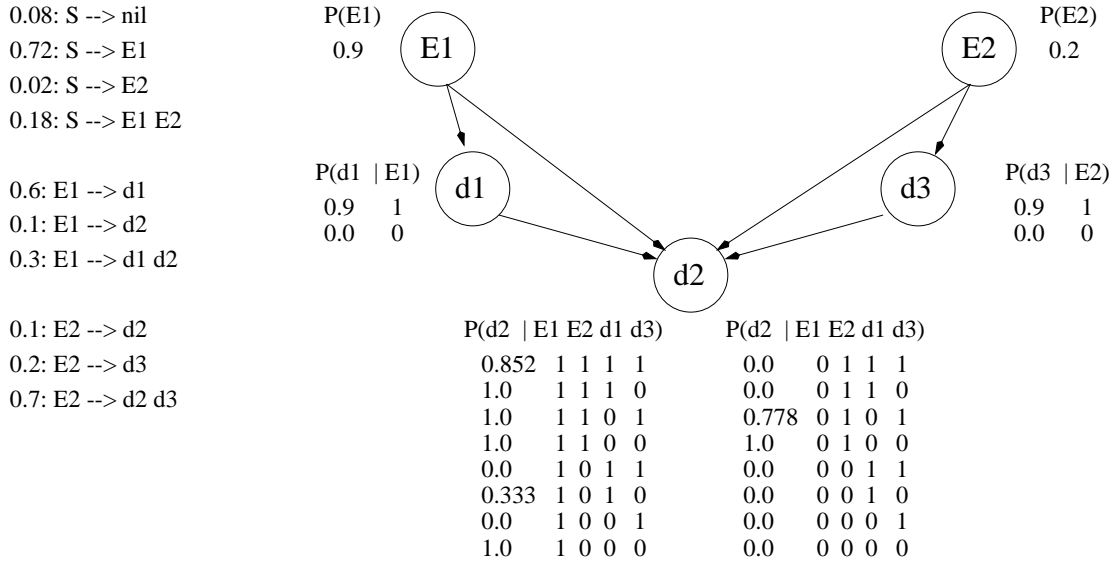 0.08: S --> nil
0.72: S --> E1
0.02: S --> E2
0.18: S --> E1 E2
0.6: E1 --> d1
0.1: E1 --> d2
0.3: E1 --> d1 d2
0.1: E2 --> d2
0.2: E2 --> d3
0.7: E2 --> d2 d3
P(E1)
0.9
E1
E2
P(E2)
0.2
P(d1 | E1)
0.9 1
0.0 0
d1
d3
P(d3 | E2)
0.9 1
0.0 0
d2
P(d2 | E1 E2 d1 d3)
0.852 1 1 1 1
1.0 1 1 1 0
1.0 1 1 0 1
1.0 1 1 0 0
0.0 1 0 1 1
0.333 1 0 1 0
0.0 1 0 0 1
1.0 1 0 0 0
P(d2 | E1 E2 d1 d3)
0.0 0 1 1 1
0.0 0 1 1 0
0.778 0 1 0 1
1.0 0 1 0 0
0.0 0 0 1 1
0.0 0 0 1 0
0.0 0 0 0 1
0.0 0 0 0 0